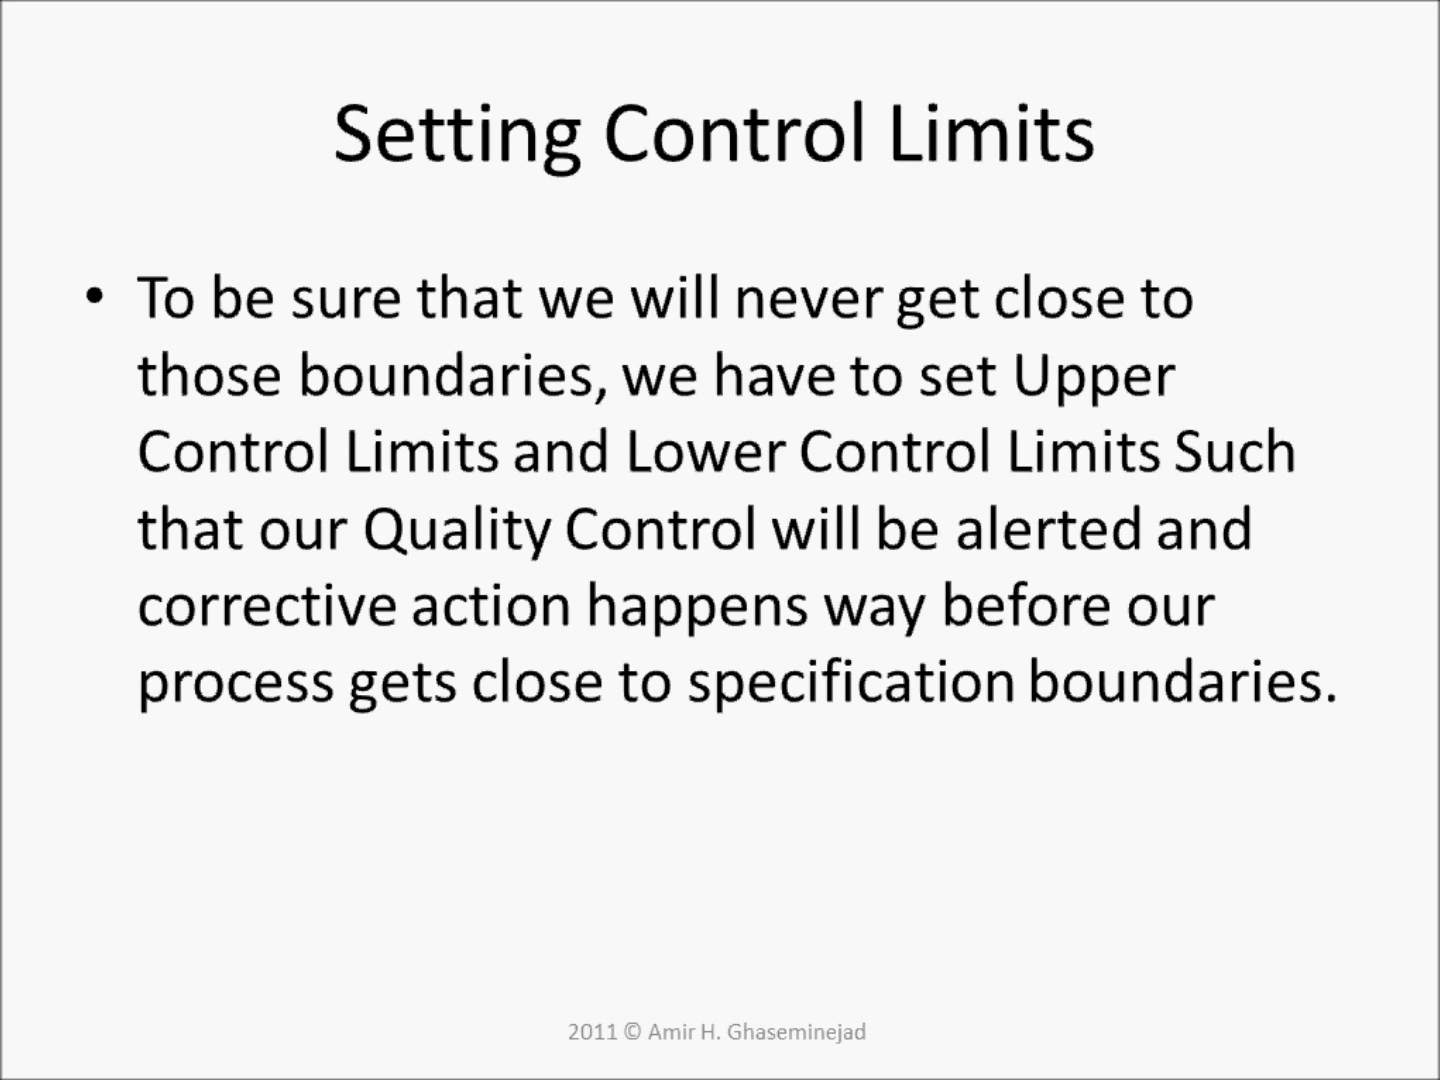 Setting Control Limits
• To be sure that we will never get close to
those boundaries, we have to set Upper
Control Limits and Lower Control Limits Such
that our Quality Control will be alerted and
corrective action happens way before our
process gets close to specification boundaries.
2011 © Amir H. Ghaseminejad